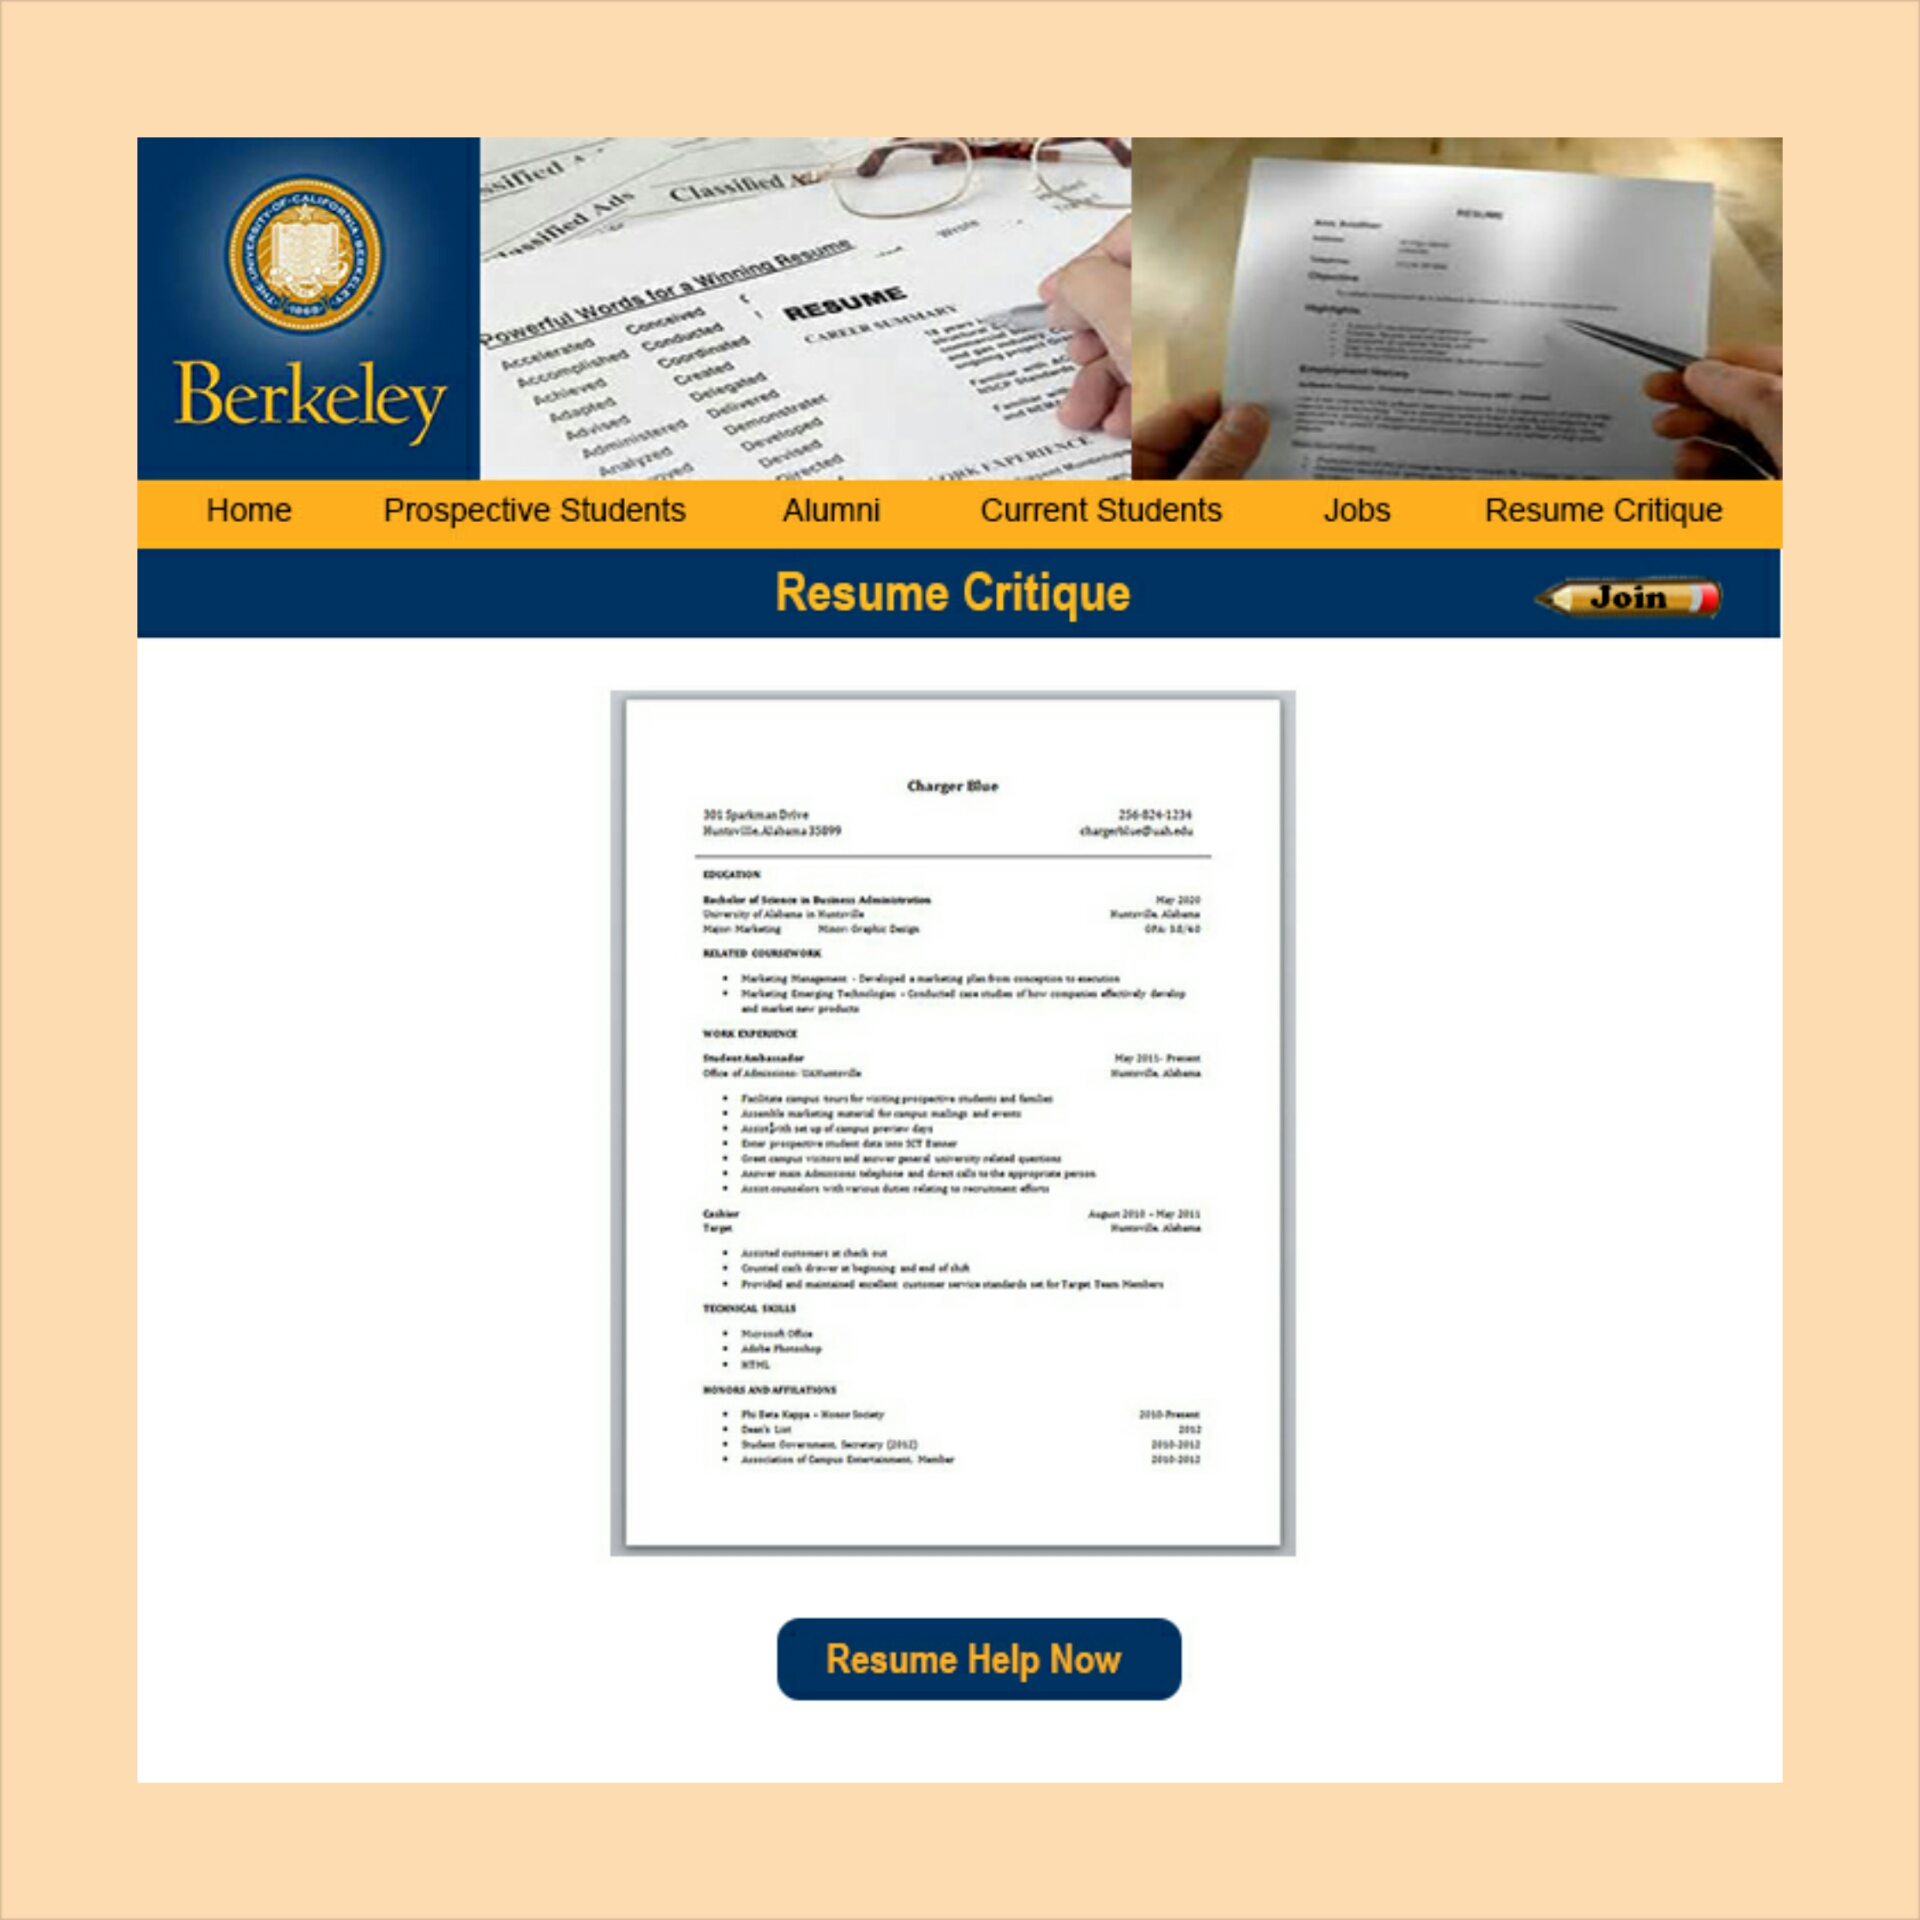 THE·UNIVERSITY·OF·CALIFORNIA·BERKELEY·
1868
Berkeley
ssified A
Classified Ads
Classified A
Powerful Words for a Winning Resume
Wrote
Accelerated
Accomplished
Achieved
Adapted
Advised
Administered
Analyzed
Conceived
Conducted
Coordinated
Created
Delegated
Delivered
Demonstrated
Developed
Devised
Directed
RESUME
CAREER SUMMARY
Familiar with
WORK EXPERIENCE
RESUME
Objective
Highlights
Employment History
Home Prospective Students Alumni Current Students Jobs Resume Critique
Resume Critique
Join
Charger Blue
301 Sparkman Drive 256-824-1234
Huntsville, Alabama 35899 chargerblue@uah.edu
EDUCATION
Bachelor of Science in Business Administration May 2020
University of Alabama in Huntsville Huntsville, Alabama
Major: Marketing Minor: Graphic Design GPA: 3.8/4.0
RELATED COURSEWORK
Marketing Management - Developed a marketing plan from conception to execution
Marketing Emerging Technologies - Conducted case studies of how companies effectively develop
and market new products
WORK EXPERIENCE
Student Ambassador May 2011- Present
Office of Admissions- UAHuntsville Huntsville, Alabama
Facilitate campus tours for visiting prospective students and families
Assemble marketing material for campus mailings and events
Assist with set up of campus preview days
Enter prospective student data into SCT Banner
Greet campus visitors and answer general university related questions
Answer main Admissions telephone and direct calls to the appropriate person
Assist counselors with various duties relating to recruitment efforts
Cashier August 2010 – May 2011
Target Huntsville, Alabama
Assisted customers at check out
Counted cash drawer at beginning and end of shift
Provided and maintained excellent customer service standards set for Target Team Members
TECHNICAL SKILLS
Microsoft Office
Adobe Photoshop
HTML
HONORS AND AFFILATIONS
Phi Beta Kappa – Honor Society 2010-Present
Dean's List 2012
Student Government, Secretary (2012) 2010-2012
Association of Campus Entertainment, Member 2010-2012
Resume Help Now